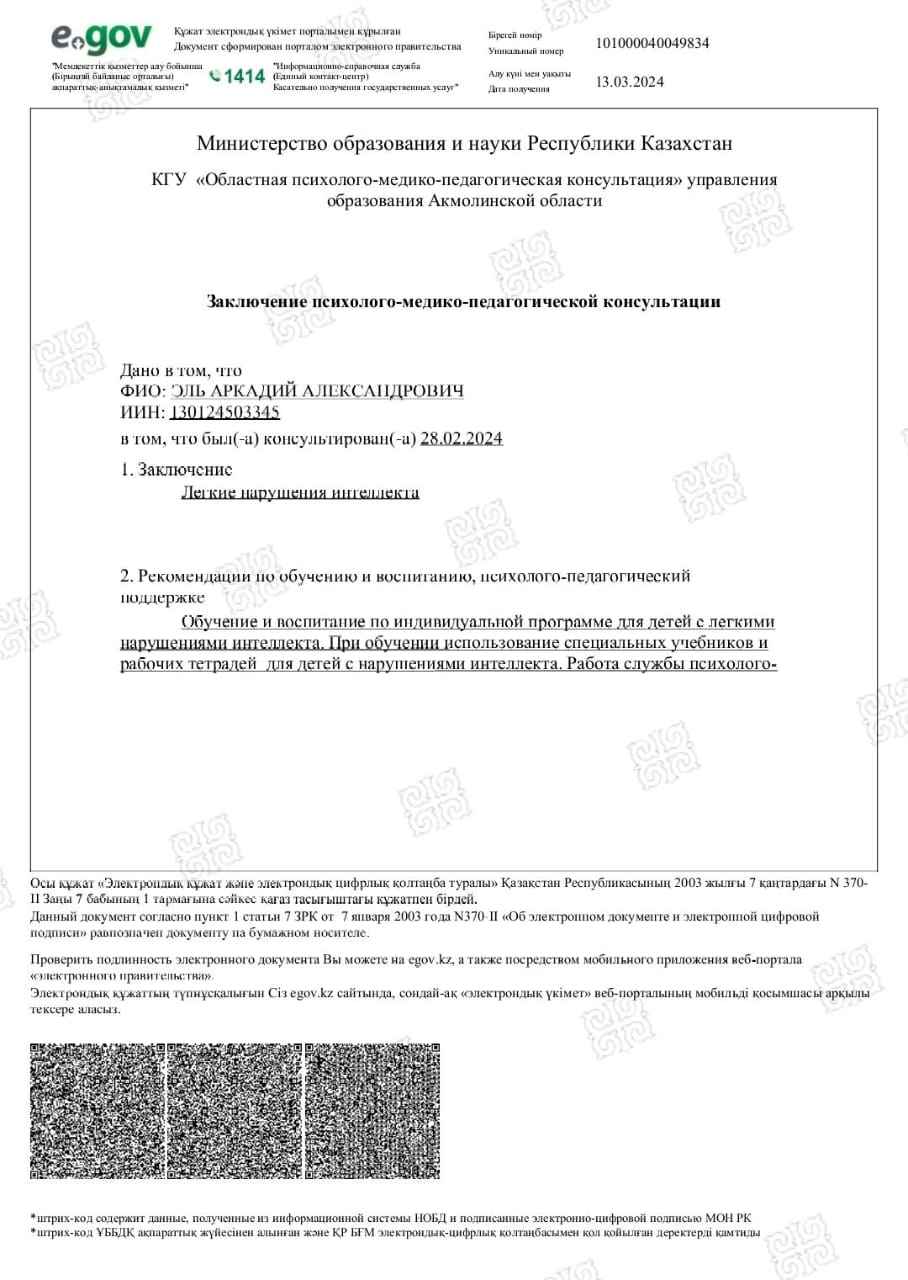 egov
Құжат электрондық үкімет порталымен құрылған
Документ сформирован порталом электронного правительства
"Мемлекеттік қызметтер алу бойынша
(Бірыңғай байланыс орталығы)
ақпараттық-анықтамалық қызметі"
1414
"Информационно-справочная служба
(Единый контакт-центр)
Касательно получения государственных услуг"
Бірегей нөмір
Уникальный номер
101000040049834
Алу күні мен уақыты
Дата получения
13.03.2024
Министерство образования и науки Республики Казахстан
КГУ «Областная психолого-медико-педагогическая консультация» управления
образования Акмолинской области
Заключение психолого-медико-педагогической консультации
Дано в том, что
ФИО: ЭЛЬ АРКАДИЙ АЛЕКСАНДРОВИЧ
ИИН: 130124503345
в том, что был(-а) консультирован(-а) 28.02.2024
1. Заключение
Легкие нарушения интеллекта
2. Рекомендации по обучению и воспитанию, психолого-педагогический
поддержке
Обучение и воспитание по индивидуальной программе для детей с легкими
нарушениями интеллекта. При обучении использование специальных учебников и
рабочих тетрадей для детей с нарушениями интеллекта. Работа службы психолого-
Осы құжат «Электрондық құжат және электрондық цифрлық қолтаңба туралы» Қазақстан Республикасының 2003 жылғы 7 қаңтардағы N 370-
II Заңы 7 бабының 1 тармағына сәйкес қағаз тасығыштағы құжатпен бірдей.
Данный документ согласно пункт 1 статьи 7 ЗРК от 7 января 2003 года N370-II «Об электронном документе и электронной цифровой
подписи» равнозначен документу на бумажном носителе.
Проверить подлинность электронного документа Вы можете на egov.kz, а также посредством мобильного приложения веб-портала
«электронного правительства».
Электрондық құжаттың түпнұсқалығын Сіз egov.kz сайтында, сондай-ақ «электрондық үкімет» веб-порталының мобильді қосымшасы арқылы
тексере аласыз.
*штрих-код содержит данные, полученные из информационной системы НОБД и подписанные электронно-цифровой подписью МОН РК
*штрих-код ҰББДҚ ақпараттық жүйесінен алынған және ҚР БҒМ электрондық-цифрлық қолтаңбасымен қол қойылған деректерді қамтиды